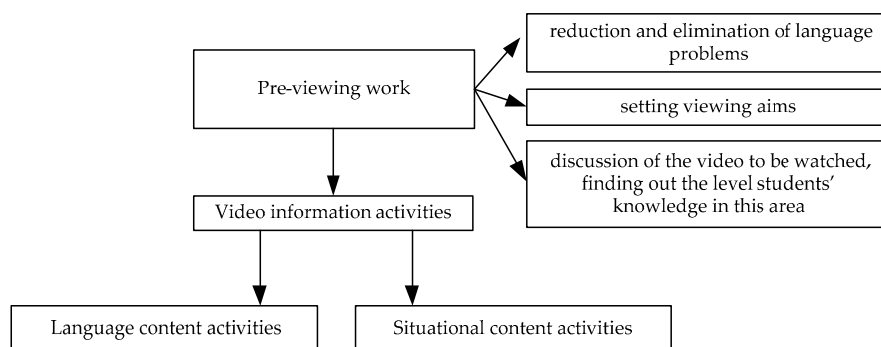 reduction and elimination of language
problems
Pre-viewing work
setting viewing aims
discussion of the video to be watched,
finding out the level students’
knowledge in this area
Video information activities
Language content activities
Situational content activities